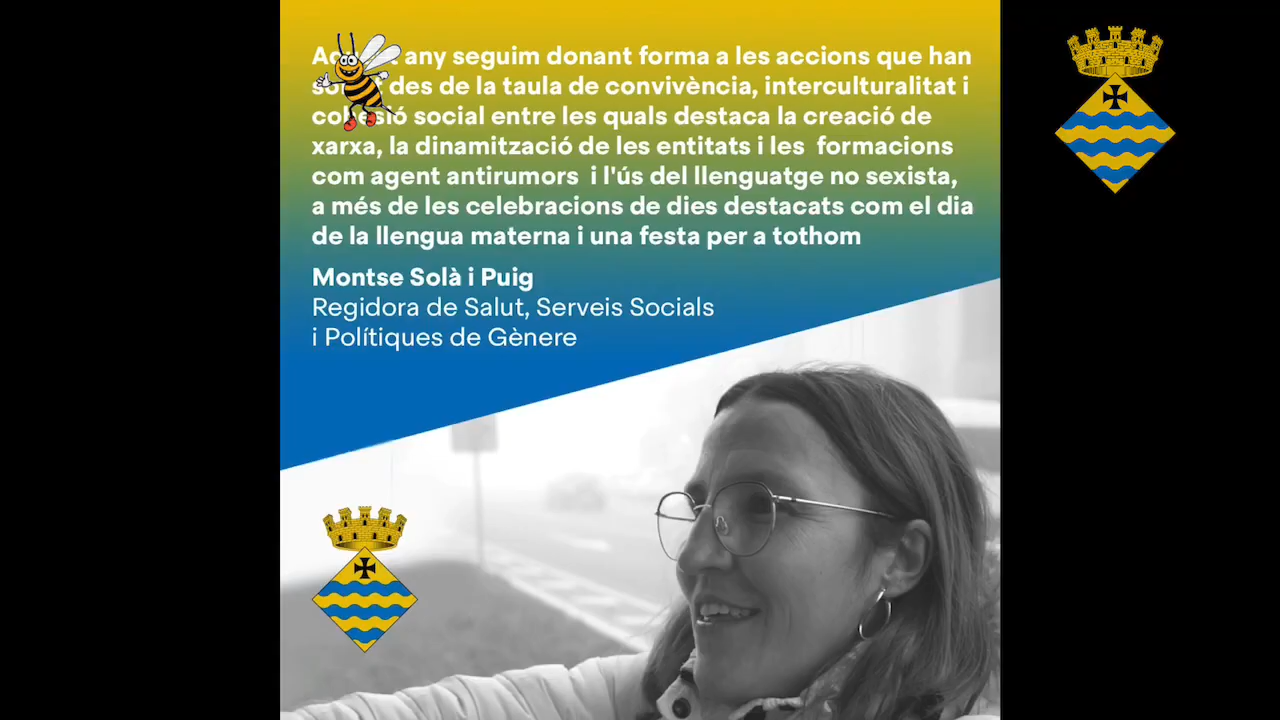 any seguim donant forma a les accions que han
des de la taula de convivència, interculturalitat i
cohesió social entre les quals destaca la creació de
xarxa, la dinamització de les entitats i les formacions
com agent antirumors i l'ús del llenguatge no sexista,
a més de les celebracions de dies destacats com el dia
de la llengua materna i una festa per a tothom
Montse Solà i Puig
Regidora de Salut, Serveis Socials
i Polítiques de Gènere